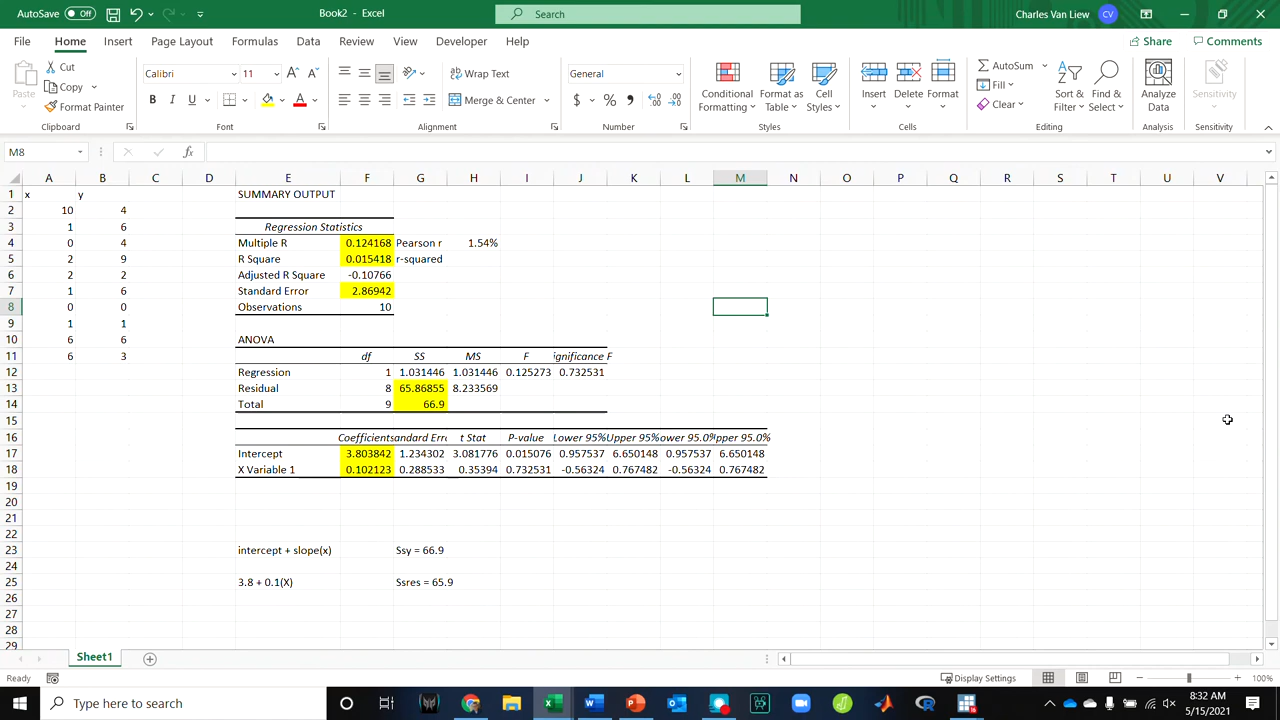 AutoSave Off Book2 - Excel Search Charles Van Liew CV
File Home Insert Page Layout Formulas Data Review View Developer Help Share Comments
Paste Cut Copy Format Painter
Calibri 11
B I U
Wrap Text
Merge & Center
General
$ % ,
Conditional Formatting Format as Table Cell Styles
Insert Delete Format
AutoSum Fill Clear
Sort & Filter Find & Select
Analyze Data
Sensitivity
Clipboard Font Alignment Number Styles Cells Editing Analysis Sensitivity
M8 fx
A B C D E F G H I J K L M N O P Q R S T U V
1 x y SUMMARY OUTPUT
2 10 4
3 1 6 Regression Statistics
4 0 4 Multiple R 0.124168 Pearson r 1.54%
5 2 9 R Square 0.015418 r-squared
6 2 2 Adjusted R Square -0.10766
7 1 6 Standard Error 2.86942
8 0 0 Observations 10
9 1 1
10 6 6 ANOVA
11 6 3 df SS MS F ignificance F
12 Regression 1 1.031446 1.031446 0.125273 0.732531
13 Residual 8 65.86855 8.233569
14 Total 9 66.9
15
16 Coefficients andard Erro t Stat P-value Lower 95% Upper 95% ower 95.0% pper 95.0%
17 Intercept 3.803842 1.234302 3.081776 0.015076 0.957537 6.650148 0.957537 6.650148
18 X Variable 1 0.102123 0.288533 0.35394 0.732531 -0.56324 0.767482 -0.56324 0.767482
19
20
21
22
23 intercept + slope(x) Ssy = 66.9
24
25 3.8 + 0.1(X) Ssres = 65.9
26
27
28
29
Sheet1
Ready Display Settings 100%
Type here to search
8:32 AM
5/15/2021